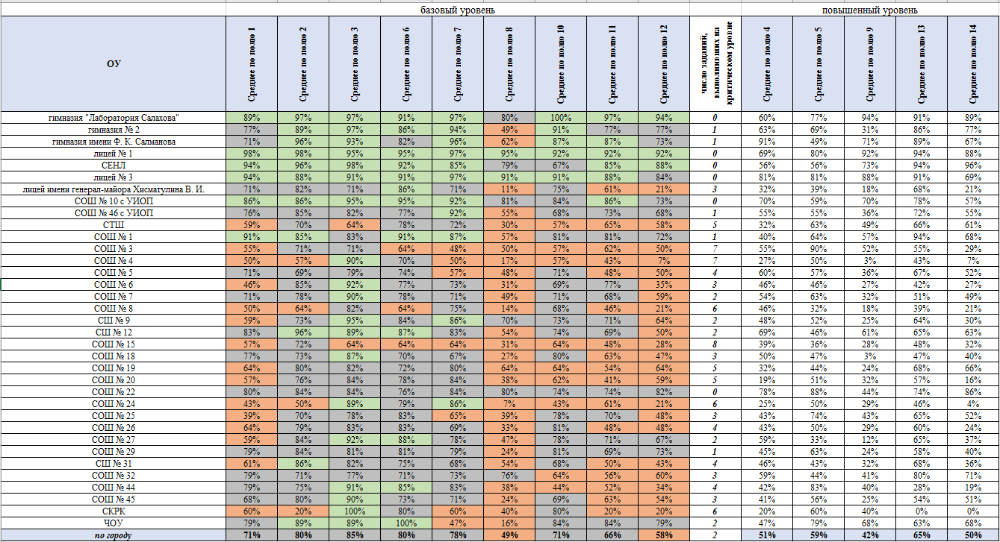 базовый уровень повышенный уровень
ОУ Среднее по полю 1 Среднее по полю 2 Среднее по полю 3 Среднее по полю 6 Среднее по полю 7 Среднее по полю 8 Среднее по полю 10 Среднее по полю 11 Среднее по полю 12 число заданий, выполнивших на критическом уровне Среднее по полю 4 Среднее по полю 5 Среднее по полю 9 Среднее по полю 13 Среднее по полю 14
гимназия "Лаборатория Салахова" 89% 97% 97% 91% 97% 80% 100% 97% 94% 0 60% 77% 94% 91% 89%
гимназия № 2 77% 89% 97% 86% 94% 49% 91% 77% 77% 1 63% 69% 31% 86% 77%
гимназия имени Ф. К. Салманова 71% 96% 93% 82% 96% 62% 87% 87% 73% 1 91% 49% 71% 89% 67%
лицей № 1 98% 98% 95% 95% 97% 95% 92% 92% 92% 0 69% 80% 92% 94% 88%
СЕНЛ 94% 96% 98% 92% 85% 79% 67% 85% 88% 0 56% 56% 73% 94% 96%
лицей № 3 94% 88% 91% 91% 97% 91% 91% 88% 84% 0 81% 81% 88% 91% 69%
лицей имени генерал-майора Хисматулина В. И. 71% 82% 71% 86% 71% 11% 75% 61% 21% 3 32% 39% 18% 68% 21%
СОШ № 10 с УИОП 86% 86% 95% 95% 92% 81% 84% 86% 73% 0 70% 59% 70% 78% 57%
СОШ № 46 с УИОП 76% 85% 82% 77% 92% 55% 68% 73% 68% 1 55% 55% 36% 72% 55%
СТШ 59% 70% 64% 78% 72% 30% 57% 65% 58% 5 32% 63% 49% 66% 61%
СОШ № 1 91% 85% 83% 91% 87% 57% 81% 81% 72% 1 40% 64% 57% 94% 68%
СОШ № 3 55% 71% 71% 64% 48% 50% 57% 62% 50% 7 55% 90% 52% 55% 29%
СОШ № 4 50% 57% 90% 70% 50% 17% 57% 43% 7% 7 27% 50% 3% 43% 7%
СОШ № 5 71% 69% 79% 74% 57% 48% 71% 48% 50% 4 60% 57% 36% 67% 52%
СОШ № 6 46% 85% 92% 77% 73% 31% 69% 77% 35% 3 46% 46% 27% 42% 27%
СОШ № 7 71% 78% 90% 78% 71% 49% 71% 68% 59% 2 54% 63% 32% 51% 49%
СОШ № 8 50% 64% 82% 64% 75% 14% 68% 46% 21% 6 46% 32% 18% 39% 21%
СШ № 9 59% 73% 95% 84% 86% 70% 73% 71% 64% 2 48% 52% 25% 64% 30%
СШ № 12 83% 96% 89% 87% 83% 54% 74% 69% 50% 2 69% 46% 61% 65% 63%
СОШ № 15 57% 72% 64% 64% 64% 31% 64% 48% 28% 8 39% 36% 28% 48% 32%
СОШ № 18 77% 73% 87% 70% 67% 27% 80% 63% 47% 3 50% 47% 3% 47% 40%
СОШ № 19 64% 80% 82% 72% 80% 64% 64% 54% 64% 5 32% 44% 24% 68% 66%
СОШ № 20 57% 76% 84% 78% 84% 38% 62% 41% 59% 5 19% 51% 32% 57% 16%
СОШ № 22 80% 84% 84% 76% 84% 80% 74% 74% 82% 0 78% 88% 44% 74% 86%
СОШ № 24 43% 50% 89% 79% 86% 7% 43% 61% 21% 6 25% 50% 29% 46% 4%
СОШ № 25 39% 70% 78% 83% 65% 39% 78% 70% 48% 3 43% 74% 43% 65% 52%
СОШ № 26 64% 79% 83% 83% 69% 33% 81% 48% 48% 4 43% 50% 29% 60% 24%
СОШ № 27 59% 84% 92% 88% 78% 47% 78% 71% 67% 2 59% 33% 12% 65% 37%
СОШ № 29 79% 84% 81% 81% 79% 24% 81% 69% 73% 1 45% 63% 24% 58% 40%
СШ № 31 61% 86% 82% 75% 68% 54% 68% 50% 43% 4 46% 43% 32% 68% 36%
СОШ № 32 79% 71% 77% 71% 73% 76% 64% 56% 60% 3 59% 44% 41% 80% 71%
СОШ № 44 79% 75% 91% 85% 83% 38% 44% 52% 34% 4 42% 83% 40% 28% 19%
СОШ № 45 68% 80% 90% 73% 71% 24% 69% 63% 54% 3 41% 56% 25% 54% 51%
СКРК 60% 20% 100% 80% 60% 40% 80% 20% 20% 6 20% 60% 40% 0% 0%
ЧОУ 79% 89% 89% 100% 47% 16% 84% 84% 79% 2 47% 79% 68% 63% 68%
по городу 71% 80% 85% 80% 78% 49% 71% 66% 58% 2 51% 59% 42% 65% 50%